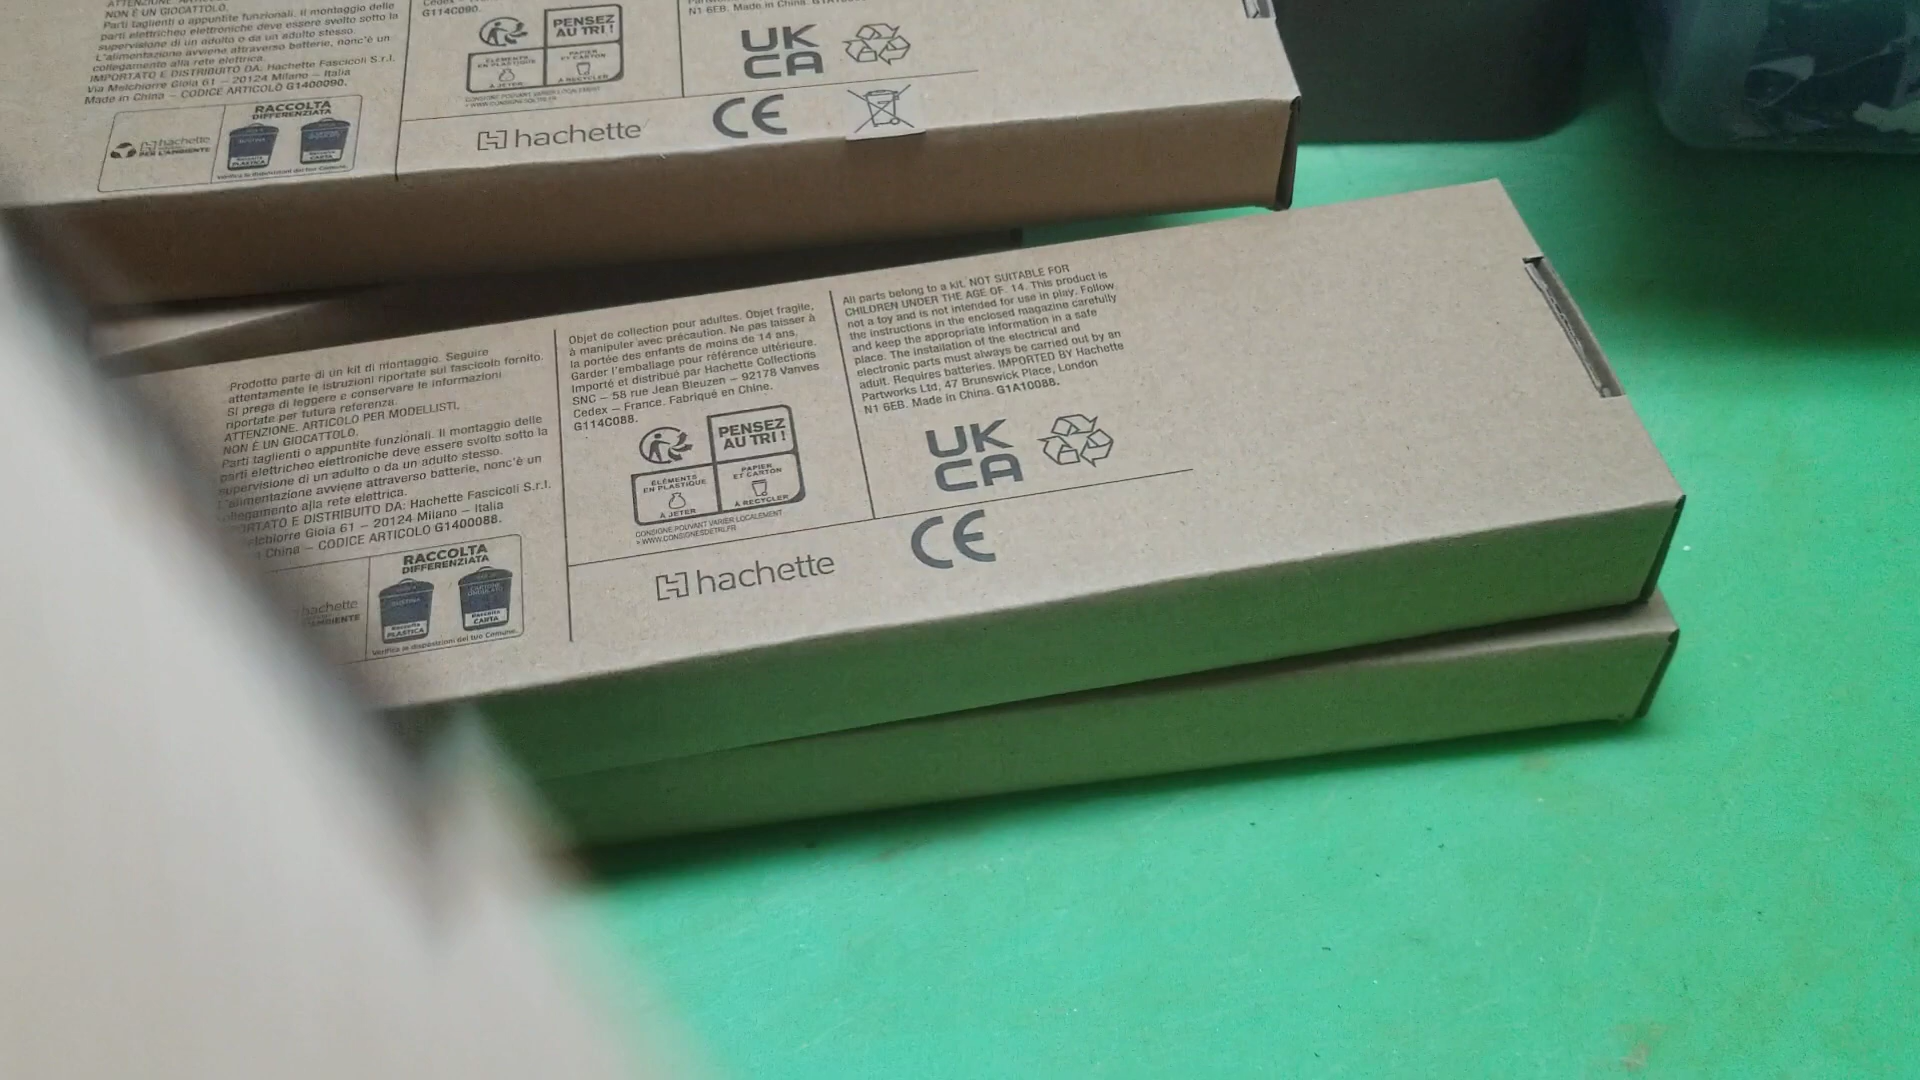 NON È UN GIOCATTOLO.
Parti taglienti o appuntite funzionali. Il montaggio delle
parti elettricheo elettroniche deve essere svolto sotto la
supervisione di un adulto o da un adulto stesso.
L'alimentazione avviene attraverso batterie, nonc'è un
collegamento alla rete elettrica.
IMPORTATO E DISTRIBUITO DA: Hachette Fascicoli S.r.l.
Via Melchiorre Gioia 61 – 20124 Milano – Italia
Made in China – CODICE ARTICOLO G1400090.
hachette
PER L'AMBIENTE
RACCOLTA
DIFFERENZIATA
Raccolta
PLASTICA
Raccolta
CARTA
Verifica le disposizioni del tuo Comune.
G114C090.
PENSEZ
AU TRI !
ÉLÉMENTS
EN PLASTIQUE
À JETER
PAPIER
ET CARTON
À RECYCLER
CONSIGNE POUVANT VARIER LOCALEMENT
> WWW.CONSIGNESDETRI.FR
N1 6EB. Made in China.
UK
CA
hachette
CE
Prodotto parte di un kit di montaggio. Seguire
attentamente le istruzioni riportate sul fascicolo fornito.
Si prega di leggere e conservare le informazioni
riportate per futura referenza.
ATTENZIONE. ARTICOLO PER MODELLISTI.
NON È UN GIOCATTOLO.
Parti taglienti o appuntite funzionali. Il montaggio delle
parti elettricheo elettroniche deve essere svolto sotto la
supervisione di un adulto o da un adulto stesso.
L'alimentazione avviene attraverso batterie, nonc'è un
collegamento alla rete elettrica.
E DISTRIBUITO DA: Hachette Fascicoli S.r.l.
Gioia 61 – 20124 Milano – Italia
China – CODICE ARTICOLO G1400088.
hachette
RACCOLTA
DIFFERENZIATA
Raccolta
PLASTICA
Raccolta
CARTA
Verifica le disposizioni del tuo Comune.
Objet de collection pour adultes. Objet fragile,
à manipuler avec précaution. Ne pas laisser à
la portée des enfants de moins de 14 ans.
Garder l'emballage pour référence ultérieure.
Importé et distribué par Hachette Collections
SNC – 58 rue Jean Bleuzen – 92178 Vanves
Cedex – France. Fabriqué en Chine.
G114C088.
PENSEZ
AU TRI !
ÉLÉMENTS
EN PLASTIQUE
À JETER
PAPIER
ET CARTON
À RECYCLER
CONSIGNE POUVANT VARIER LOCALEMENT
> WWW.CONSIGNESDETRI.FR
All parts belong to a kit. NOT SUITABLE FOR
CHILDREN UNDER THE AGE OF. 14. This product is
not a toy and is not intended for use in play. Follow
the instructions in the enclosed magazine carefully
and keep the appropriate information in a safe
place. The installation of the electrical and
electronic parts must always be carried out by an
adult. Requires batteries. IMPORTED BY Hachette
Partworks Ltd, 47 Brunswick Place, London
N1 6EB. Made in China. G1A10088.
UK
CA
hachette
CE